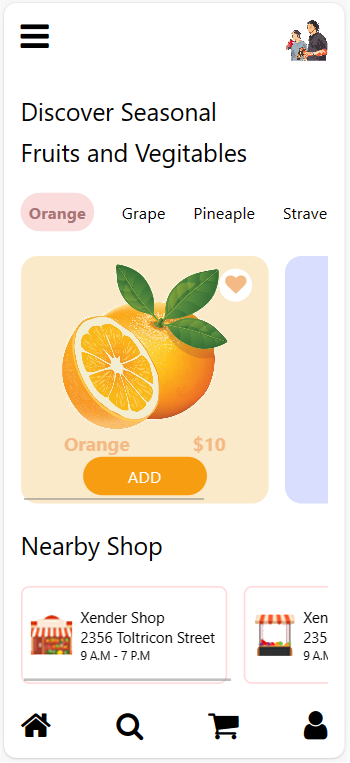 Discover Seasonal
Fruits and Vegitables
Orange Grape Pineaple Strave
Orange $10
ADD
Nearby Shop
Xender Shop Xen
2356 Toltricon Street 235
9 A.M - 7 P.M 9 A.M